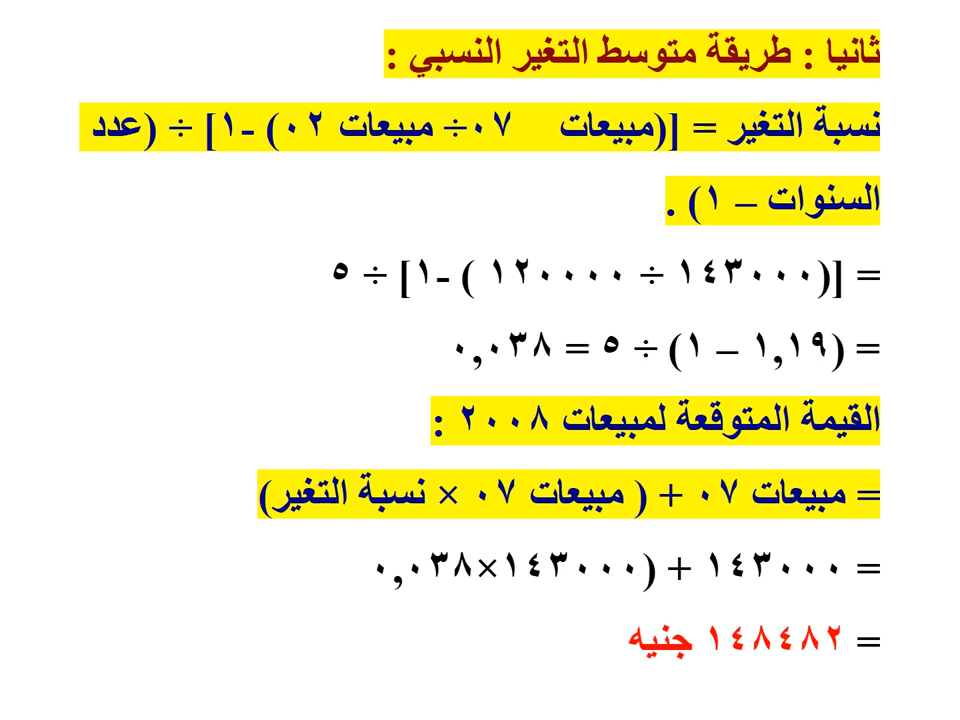 ثانيا : طريقة متوسط التغير النسبي :
نسبة التغير = [(مبيعات ٠٧÷ مبيعات ٠٢) -١] ÷ (عدد
السنوات – ١) .
= [(١٤٣٠٠٠ ÷ ١٢٠٠٠٠ ) -١] ÷ ٥
= (١,١٩ – ١) ÷ ٥ = ٠,٠٣٨
القيمة المتوقعة لمبيعات ٢٠٠٨ :
= مبيعات ٠٧ + ( مبيعات ٠٧ × نسبة التغير)
= ١٤٣٠٠٠ + (١٤٣٠٠٠×٠,٠٣٨
= ١٤٨٤٨٢ جنيه